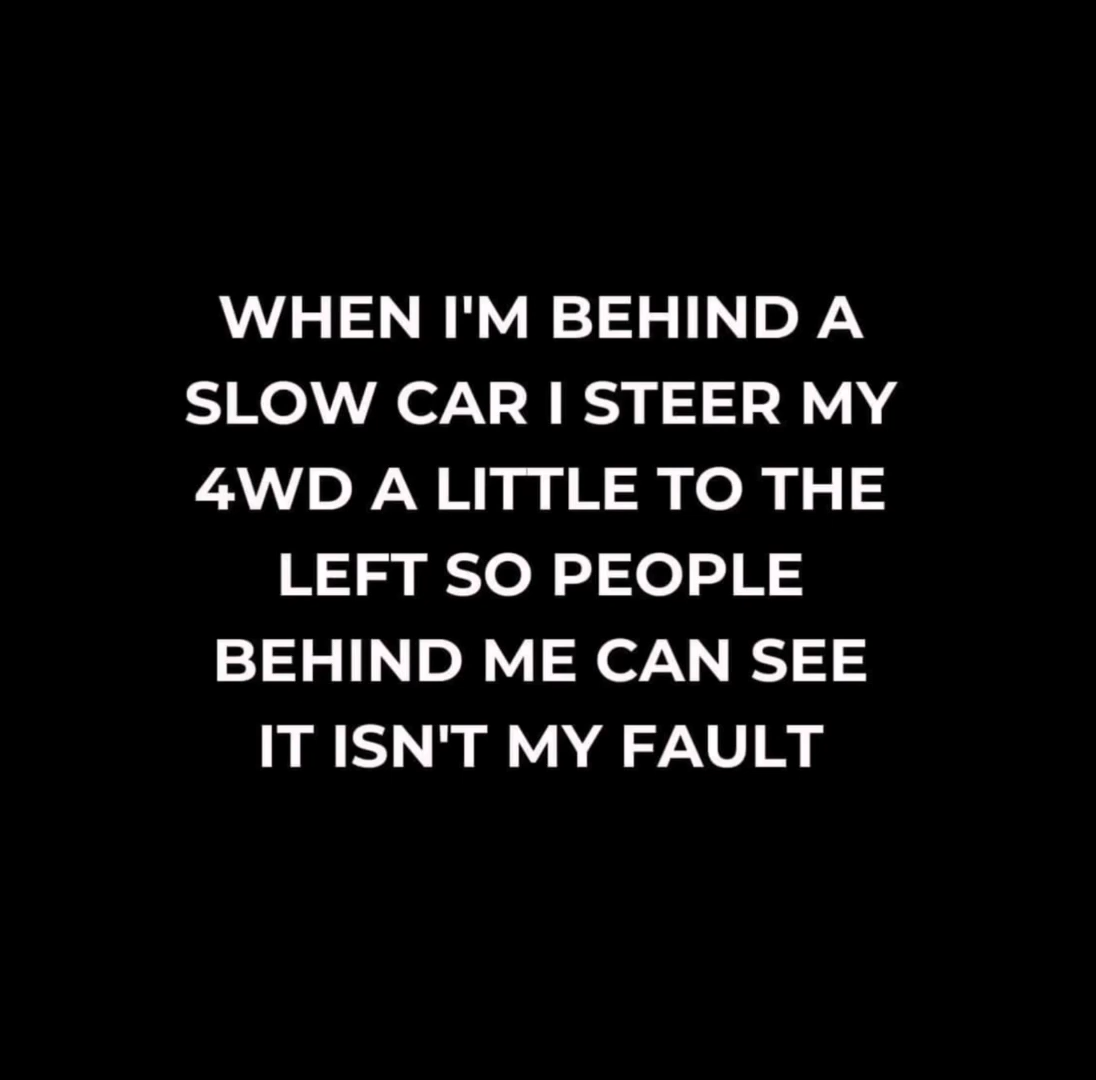 WHEN I'M BEHIND A
SLOW CAR I STEER MY
4WD A LITTLE TO THE
LEFT SO PEOPLE
BEHIND ME CAN SEE
IT ISN'T MY FAULT